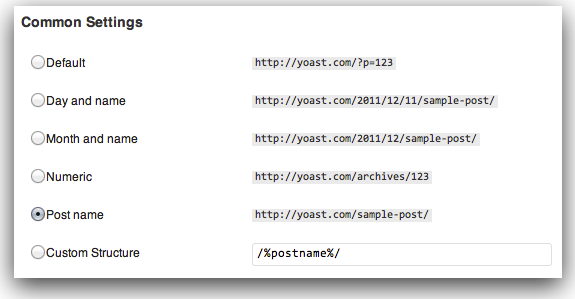 Common Settings
Default http://yoast.com/?p=123
Day and name http://yoast.com/2011/12/11/sample-post/
Month and name http://yoast.com/2011/12/sample-post/
Numeric http://yoast.com/archives/123
Post name http://yoast.com/sample-post/
Custom Structure /%postname%/